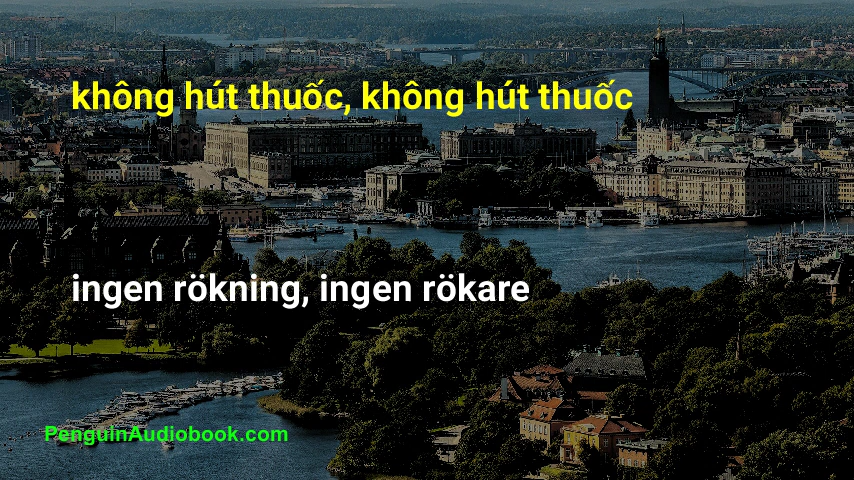 không hút thuốc, không hút thuốc
ingen rökning, ingen rökare
PenguinAudiobook.com